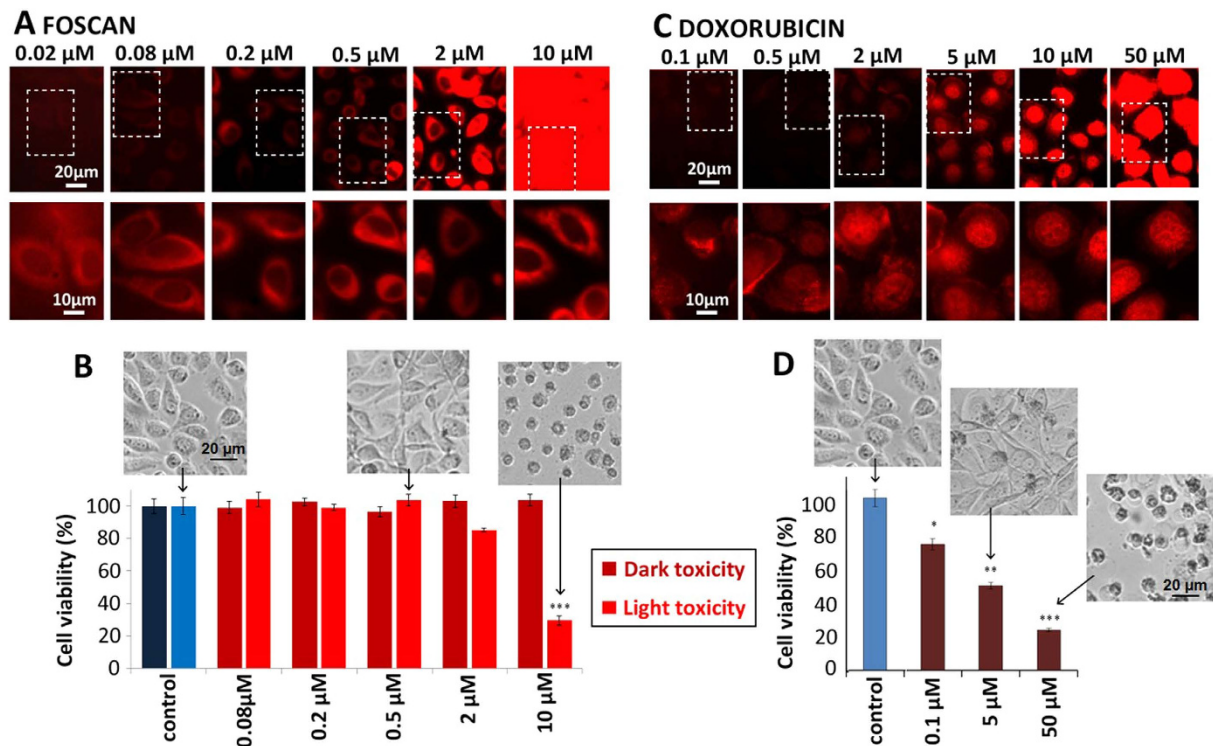 A FOSCAN
0.02 µM 0.08 µM 0.2 µM 0.5 µM 2 µM 10 µM
20µm
10µm
C DOXORUBICIN
0.1 µM 0.5 µM 2 µM 5 µM 10 µM 50 µM
20µm
10µm
B
20 µm
Cell viability (%)
100
80
60
40
20
0
***
control
0.08µM
0.2 µM
0.5 µM
2 µM
10 µM
Dark toxicity
Light toxicity
D
20 µm
Cell viability (%)
100
80
60
40
20
0
*
**
***
control
0.1 µM
5 µM
50 µM